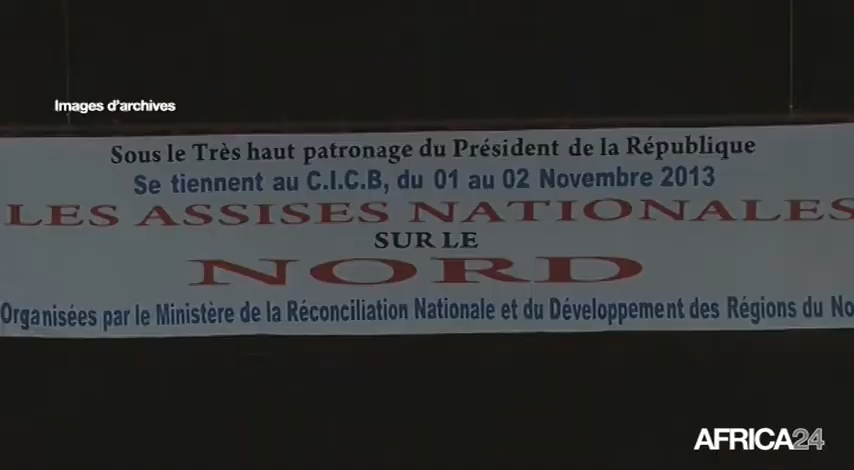 Images d'archives
Sous le Très haut patronage du Président de la République
Se tiennent au C.I.C.B, du 01 au 02 Novembre 2013
LES ASSISES NATIONALES
SUR LE
NORD
Organisées par le Ministère de la Réconciliation Nationale et du Développement des Régions du No
AFRICA24